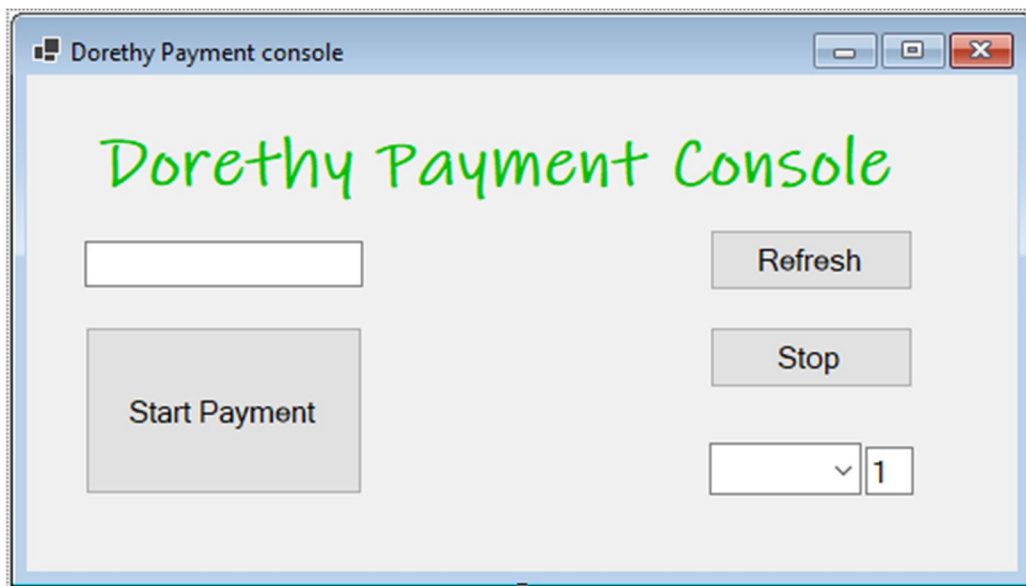 Dorethy Payment console
Dorethy Payment Console
Refresh
Stop
Start Payment
1